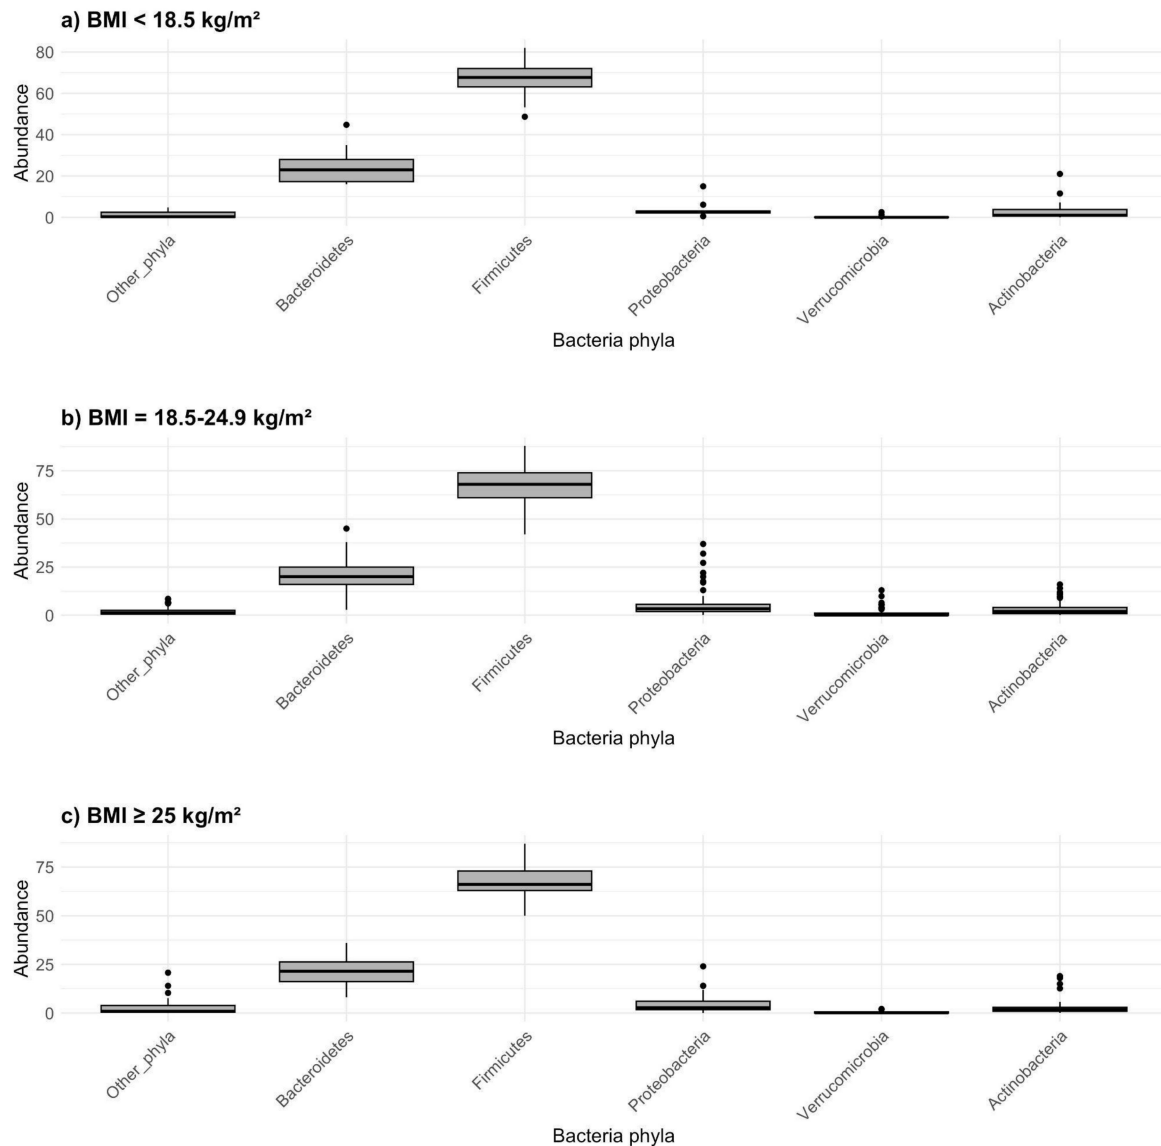 a) BMI < 18.5 kg/m²
80
60
40
20
0
Abundance
Other_phyla
Bacteroidetes
Firmicutes
Proteobacteria
Verrucomicrobia
Actinobacteria
Bacteria phyla
b) BMI = 18.5-24.9 kg/m²
75
50
25
0
Abundance
Other_phyla
Bacteroidetes
Firmicutes
Proteobacteria
Verrucomicrobia
Actinobacteria
Bacteria phyla
c) BMI ≥ 25 kg/m²
75
50
25
0
Abundance
Other_phyla
Bacteroidetes
Firmicutes
Proteobacteria
Verrucomicrobia
Actinobacteria
Bacteria phyla